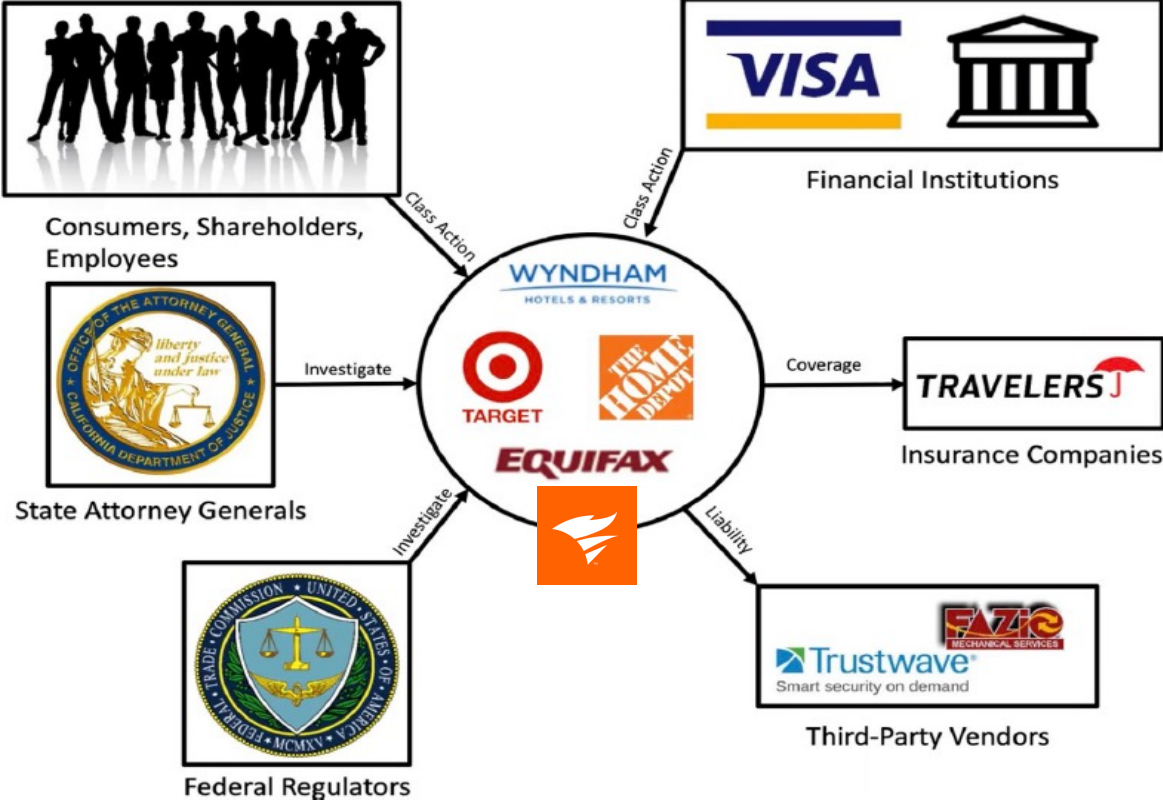 VISA
Financial Institutions
Class Action
Class Action
Consumers, Shareholders,
Employees
WYNDHAM
HOTELS & RESORTS
OFFICE OF THE ATTORNEY GENERAL
liberty
and justice
under law
CALIFORNIA DEPARTMENT OF JUSTICE
State Attorney Generals
Investigate
TARGET
THE
HOME
DEPOT
EQUIFAX
Coverage
TRAVELERS
Insurance Companies
Investigate
Liability
FEDERAL TRADE COMMISSION
UNITED STATES OF AMERICA
MCMXV
Federal Regulators
FAZIO
MECHANICAL SERVICES
Trustwave®
Smart security on demand
Third-Party Vendors